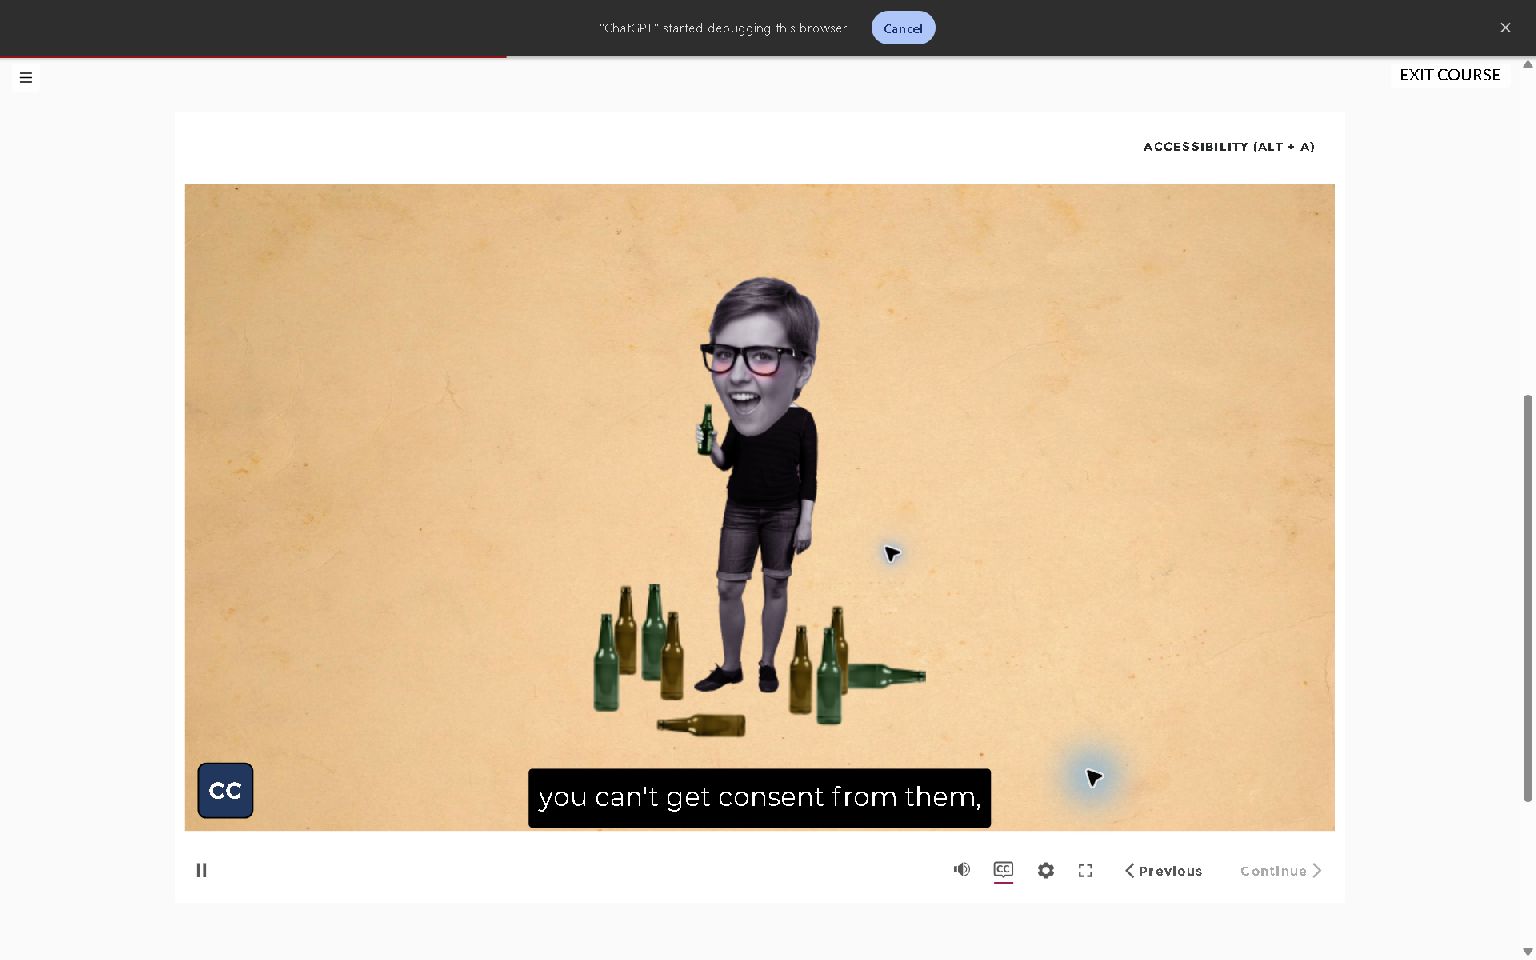 "ChatGPT" started debugging this browser
Cancel
EXIT COURSE
ACCESSIBILITY (ALT + A)
CC
you can't get consent from them,
CC
Previous
Continue